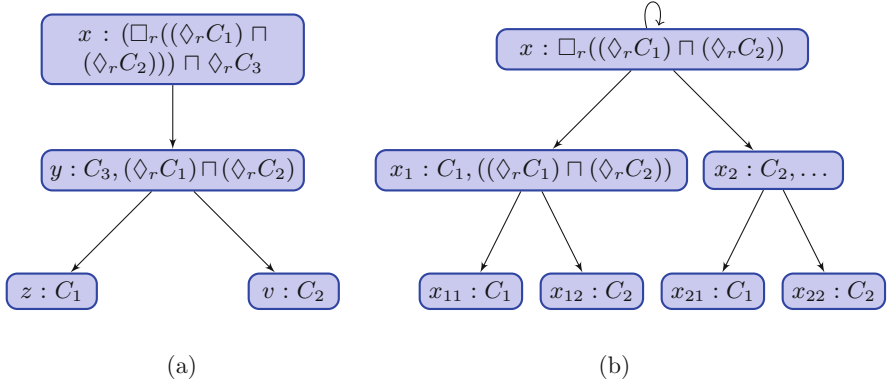 x : (□ᵣ((◊ᵣC₁) ⊓
(◊ᵣC₂))) ⊓ ◊ᵣC₃
y : C₃, (◊ᵣC₁) ⊓ (◊ᵣC₂)
z : C₁
v : C₂
(a)
x : □ᵣ((◊ᵣC₁) ⊓ (◊ᵣC₂))
x₁ : C₁, ((◊ᵣC₁) ⊓ (◊ᵣC₂))
x₂ : C₂, . . .
x₁₁ : C₁
x₁₂ : C₂
x₂₁ : C₁
x₂₂ : C₂
(b)